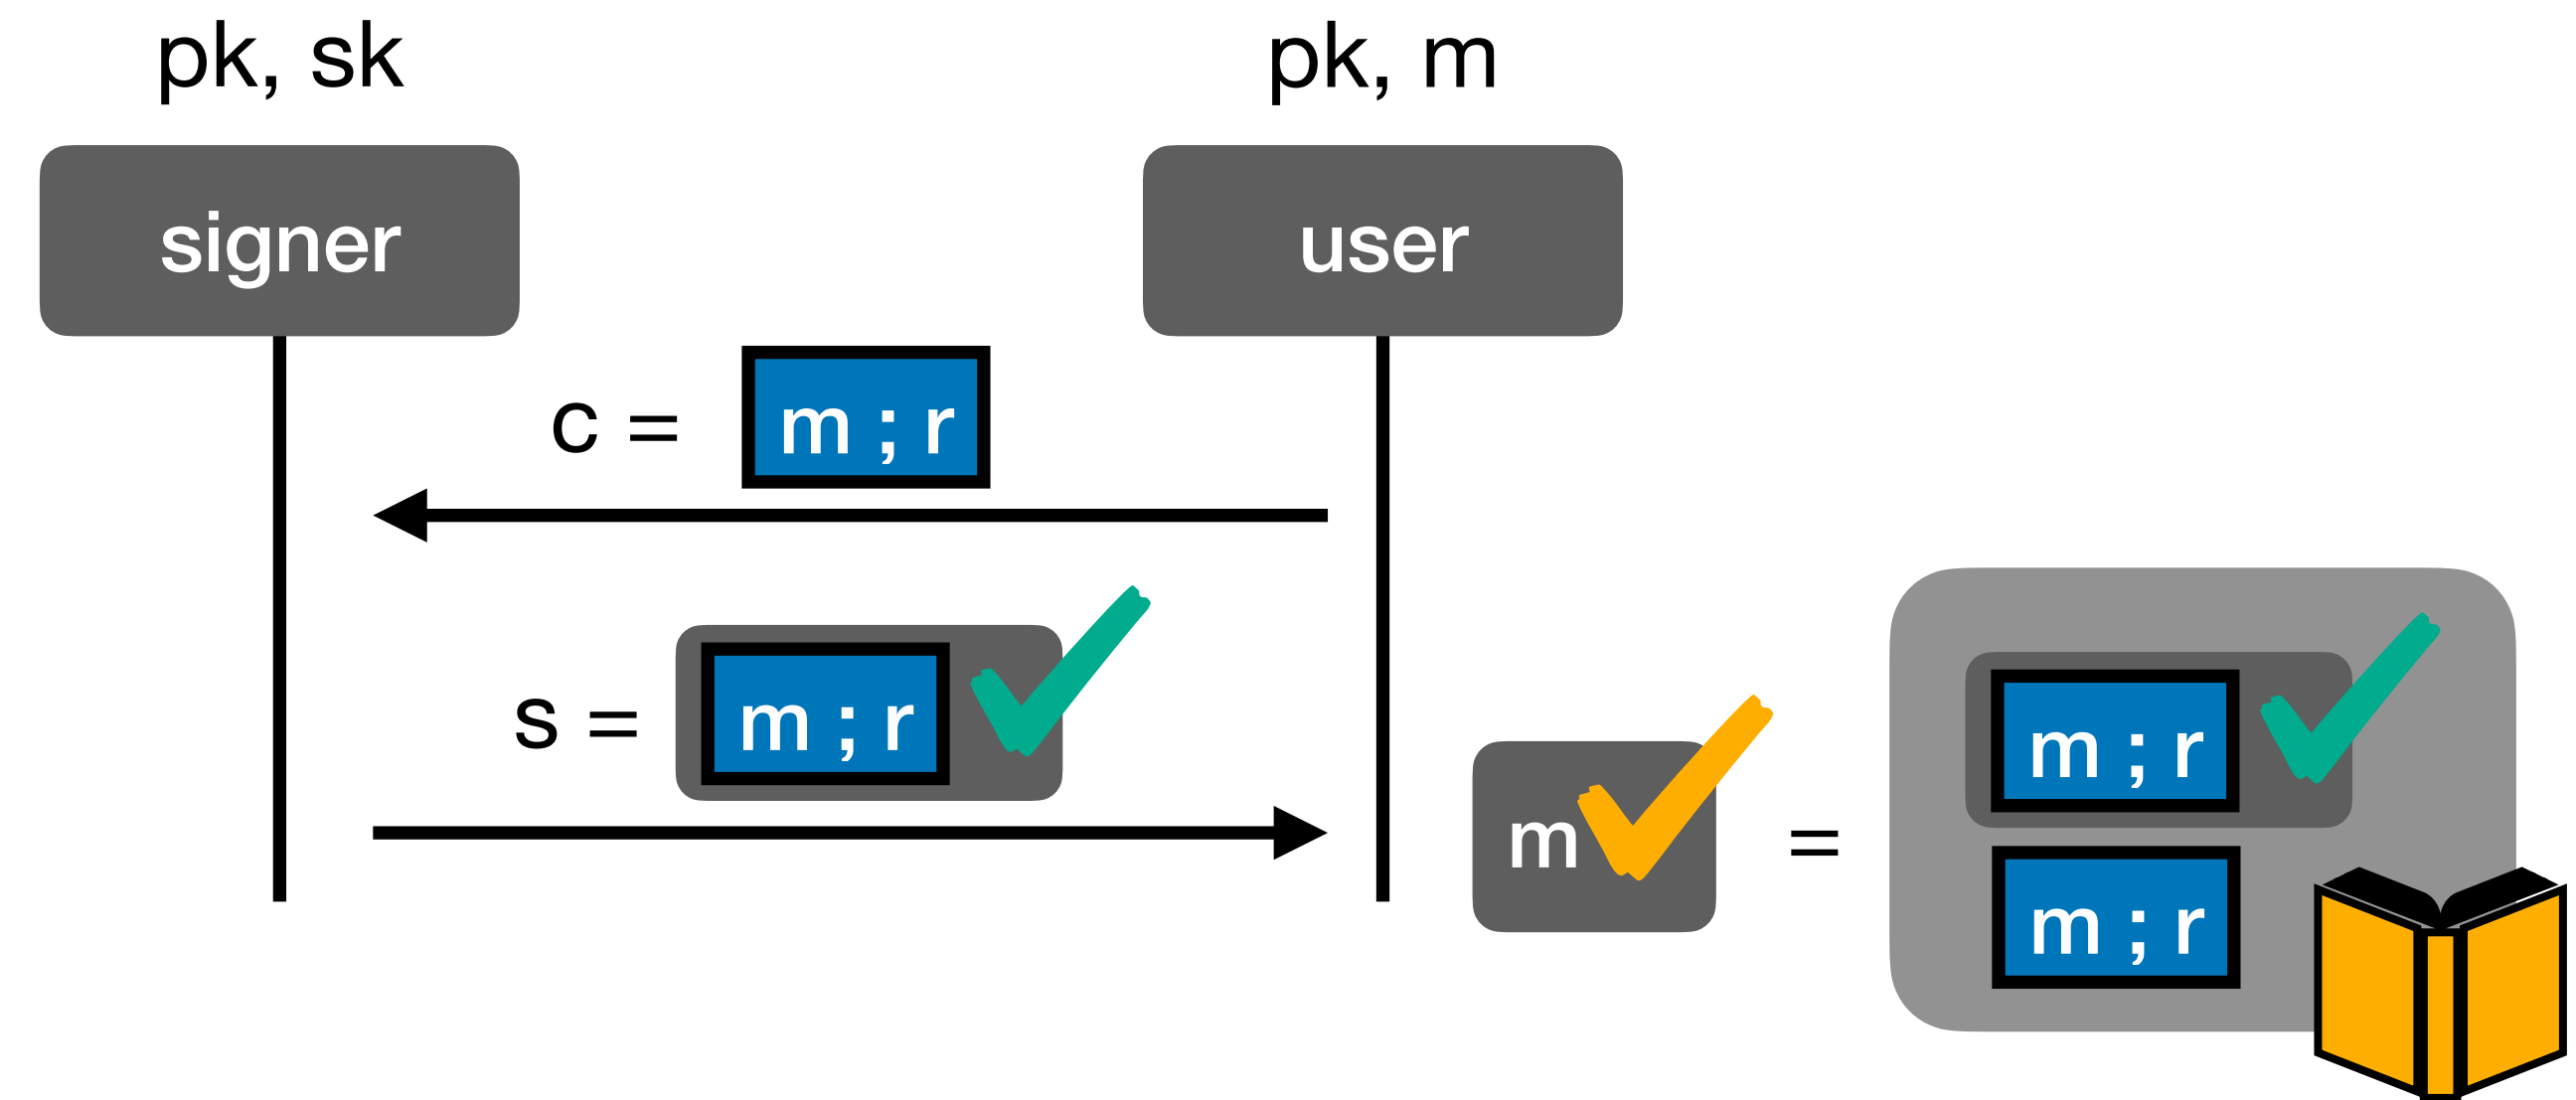 pk, sk
pk, m
signer
user
c = m ; r
s = m ; r
m = m ; r
m ; r